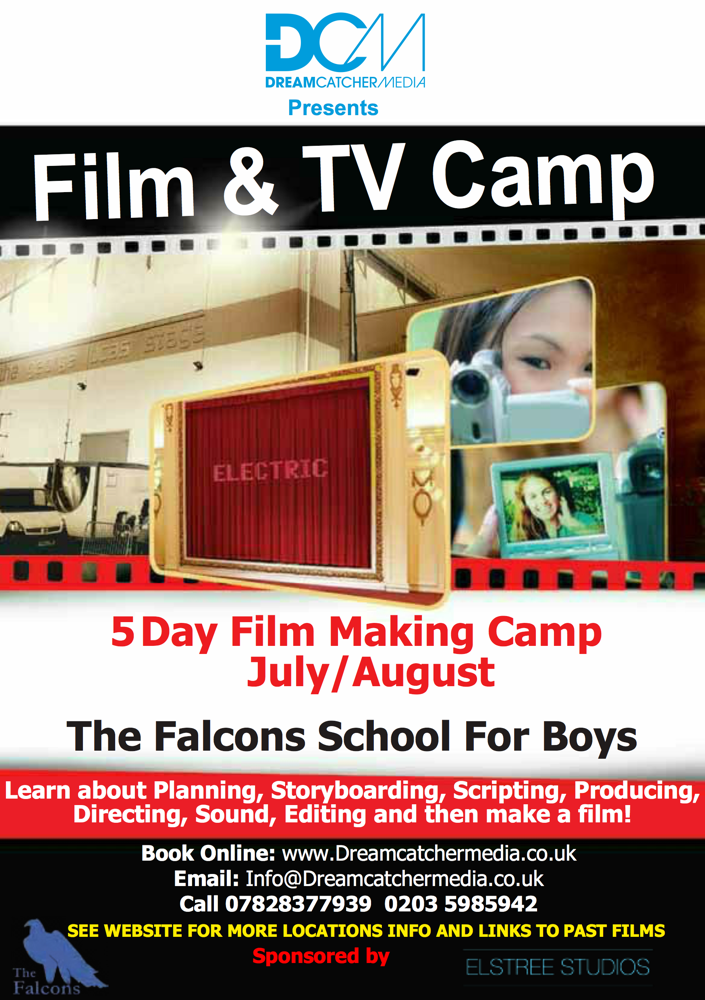 DCM
DREAMCATCHERMEDIA
Presents
Film & TV Camp
ELECTRIC
5 Day Film Making Camp
July/August
The Falcons School For Boys
Learn about Planning, Storyboarding, Scripting, Producing,
Directing, Sound, Editing and then make a film!
Book Online: www.Dreamcatchermedia.co.uk
Email: Info@Dreamcatchermedia.co.uk
Call 07828377939 0203 5985942
SEE WEBSITE FOR MORE LOCATIONS INFO AND LINKS TO PAST FILMS
Sponsored by
The
Falcons
ELSTREE STUDIOS